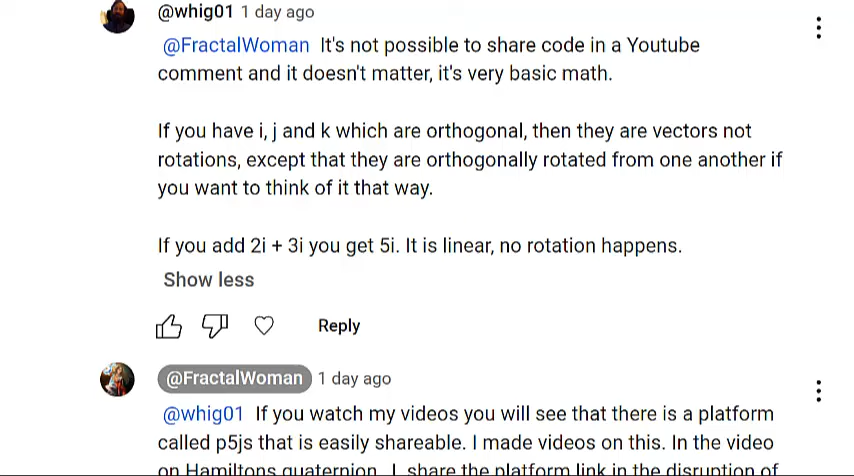 @whig01 1 day ago
@FractalWoman It's not possible to share code in a Youtube
comment and it doesn't matter, it's very basic math.
If you have i, j and k which are orthogonal, then they are vectors not
rotations, except that they are orthogonally rotated from one another if
you want to think of it that way.
If you add 2i + 3i you get 5i. It is linear, no rotation happens.
Show less
Reply
@FractalWoman 1 day ago
@whig01 If you watch my videos you will see that there is a platform
called p5js that is easily shareable. I made videos on this. In the video
on Hamiltons quaternion, I share the platform link in the disruption of